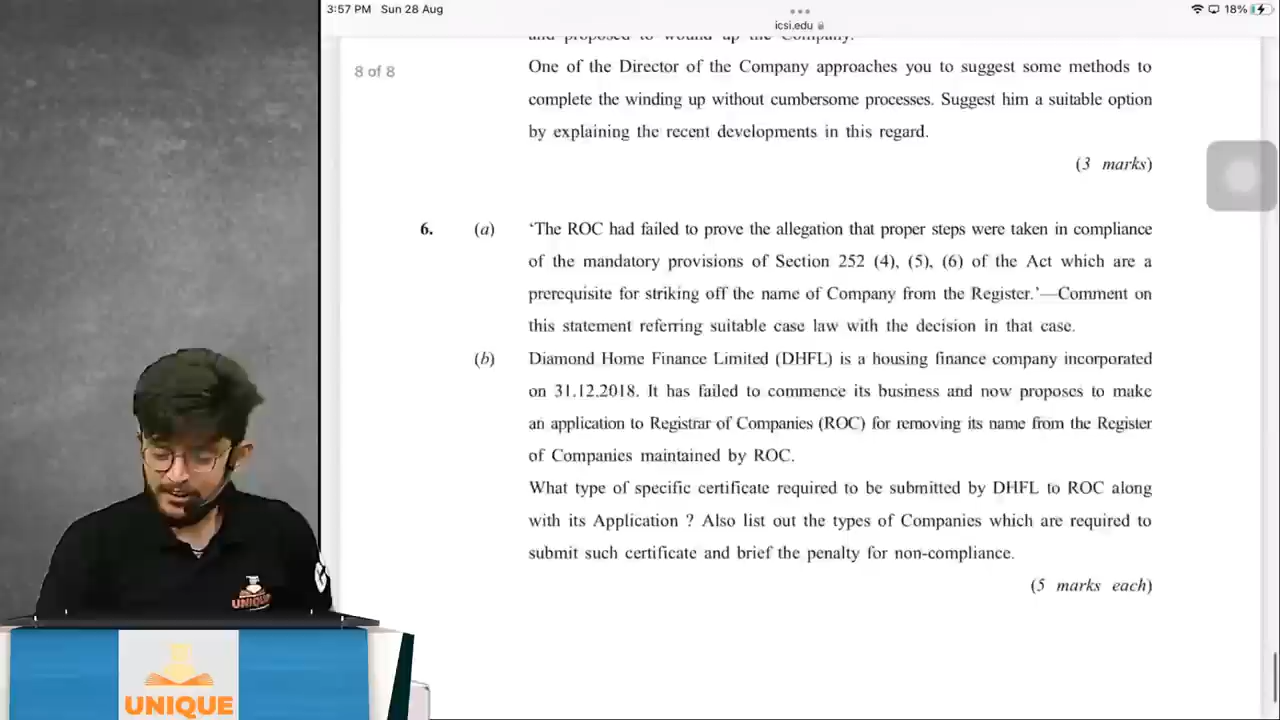 3:57 PM Sun 28 Aug
icsi.edu
18%
8 of 8
and proposed to wound up the Company.
One of the Director of the Company approaches you to suggest some methods to
complete the winding up without cumbersome processes. Suggest him a suitable option
by explaining the recent developments in this regard.
(3 marks)
6. (a) ‘The ROC had failed to prove the allegation that proper steps were taken in compliance
of the mandatory provisions of Section 252 (4), (5), (6) of the Act which are a
prerequisite for striking off the name of Company from the Register.’—Comment on
this statement referring suitable case law with the decision in that case.
(b) Diamond Home Finance Limited (DHFL) is a housing finance company incorporated
on 31.12.2018. It has failed to commence its business and now proposes to make
an application to Registrar of Companies (ROC) for removing its name from the Register
of Companies maintained by ROC.
What type of specific certificate required to be submitted by DHFL to ROC along
with its Application ? Also list out the types of Companies which are required to
submit such certificate and brief the penalty for non-compliance.
(5 marks each)
UNIQUE
UNIQUE